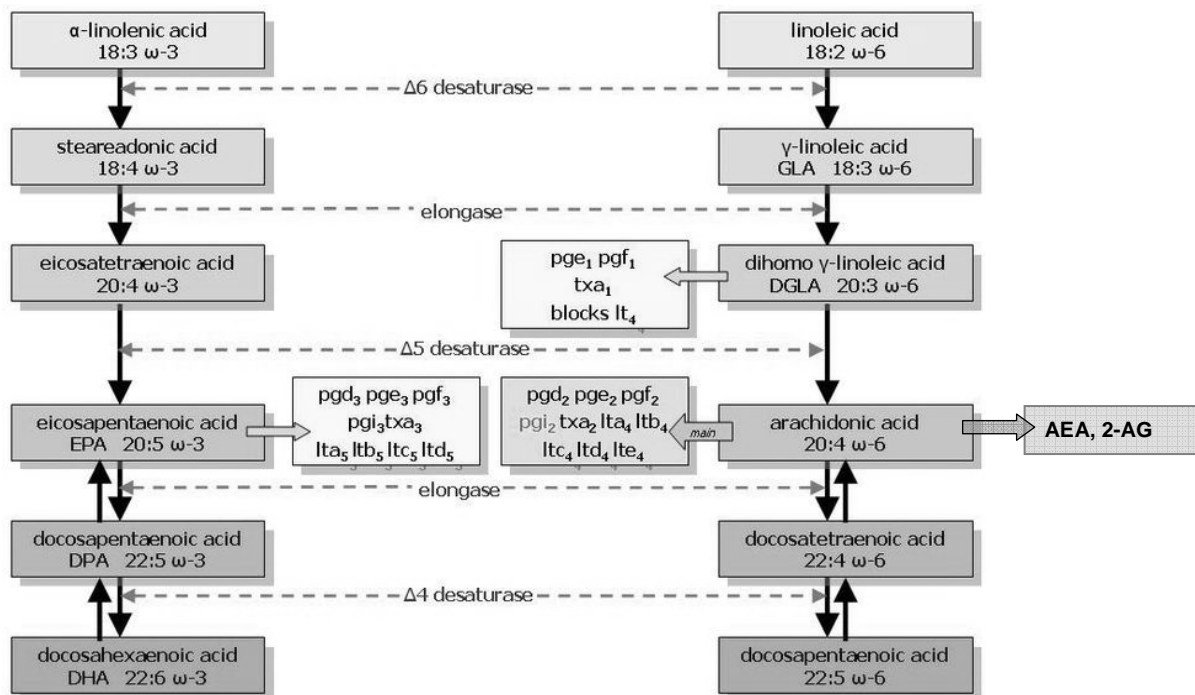 α-linolenic acid
18:3 ω-3
linoleic acid
18:2 ω-6
Δ6 desaturase
steareadonic acid
18:4 ω-3
γ-linoleic acid
GLA 18:3 ω-6
elongase
eicosatetraenoic acid
20:4 ω-3
pge₁ pgf₁
txa₁
blocks lt₄
dihomo γ-linoleic acid
DGLA 20:3 ω-6
Δ5 desaturase
eicosapentaenoic acid
EPA 20:5 ω-3
pgd₃ pge₃ pgf₃
pgi₃txa₃
lta₅ ltb₅ ltc₅ ltd₅
pgd₂ pge₂ pgf₂
pgi₂ txa₂ lta₄ ltb₄
ltc₄ ltd₄ lte₄
main
arachidonic acid
20:4 ω-6
AEA, 2-AG
elongase
docosapentaenoic acid
DPA 22:5 ω-3
docosatetraenoic acid
22:4 ω-6
Δ4 desaturase
docosahexaenoic acid
DHA 22:6 ω-3
docosapentaenoic acid
22:5 ω-6